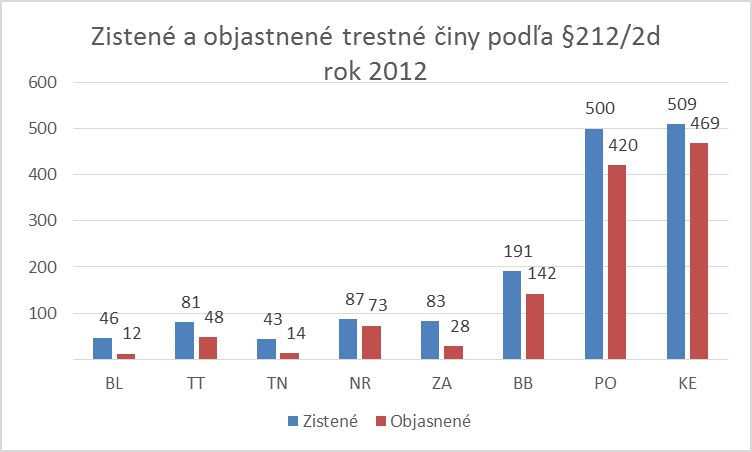 Zistené a objastnené trestné činy podľa §212/2d
rok 2012
600
500
400
300
200
100
46
12
81
48
43
14
87
73
83
28
191
142
500
420
509
469
BL
TT
TN
NR
ZA
BB
PO
KE
Zistené
Objasnené